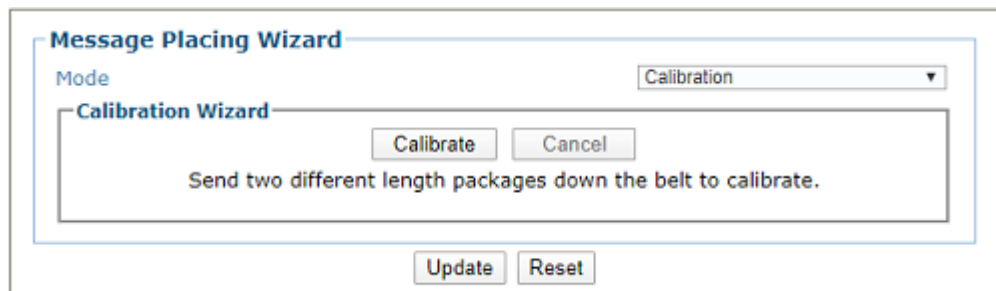 Message Placing Wizard
Mode Calibration
Calibration Wizard
Calibrate Cancel
Send two different length packages down the belt to calibrate.
Update Reset